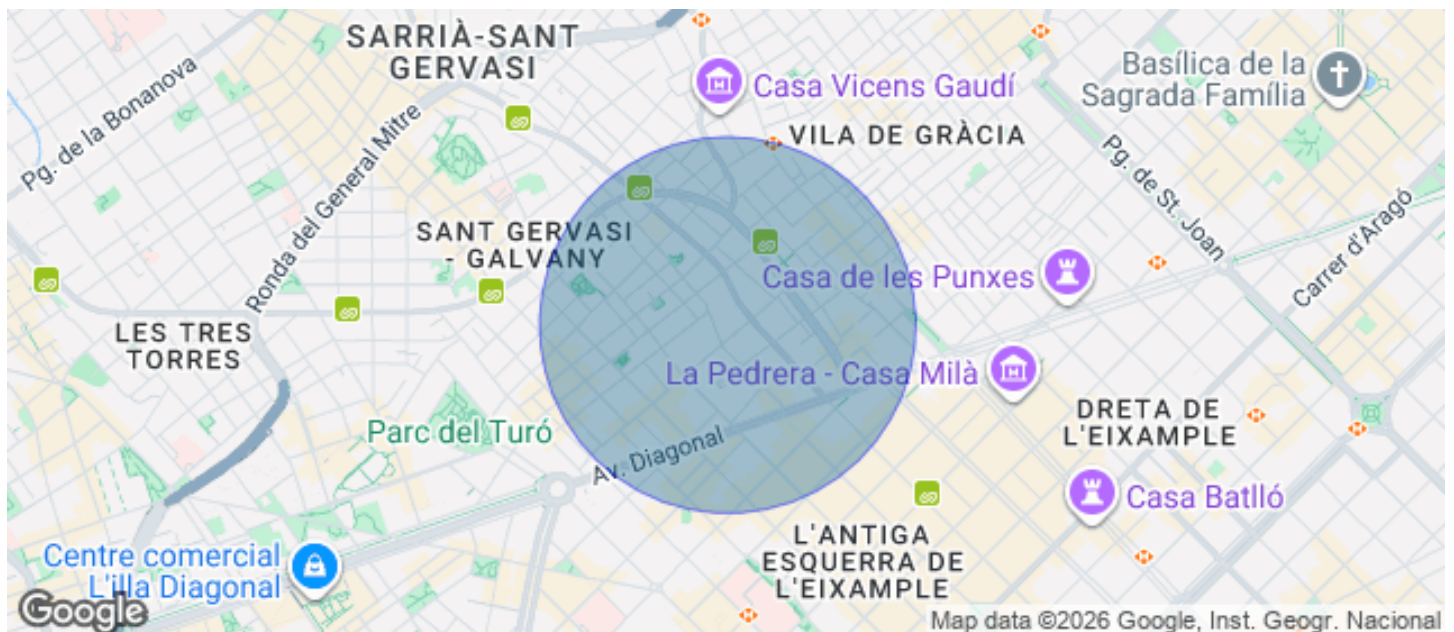 SARRIÀ-SANT
GERVASI
Pg. de la Bonanova
Ronda del General Mitre
Casa Vicens Gaudí
VILA DE GRÀCIA
Basílica de la
Sagrada Família
Pg. de St. Joan
Carrer d'Aragó
SANT GERVASI
- GALVANY
Casa de les Punxes
LES TRES
TORRES
La Pedrera - Casa Milà
Parc del Turó
Av. Diagonal
DRETA DE
L'EIXAMPLE
Casa Batlló
L'ANTIGA
ESQUERRA DE
L'EIXAMPLE
Centre comercial
L'illa Diagonal
Google
Map data ©2026 Google, Inst. Geogr. Nacional